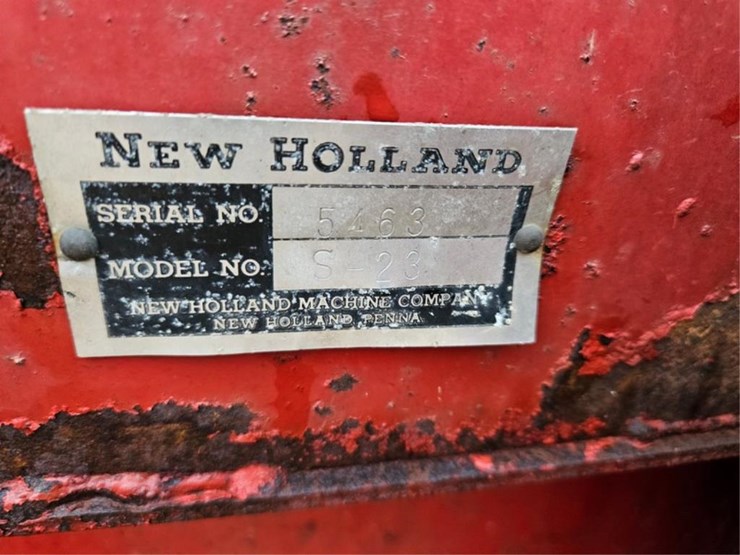 NEW HOLLAND
SERIAL NO. 5463
MODEL NO. S-23
NEW HOLLAND MACHINE COMPANY
NEW HOLLAND, PENNA.